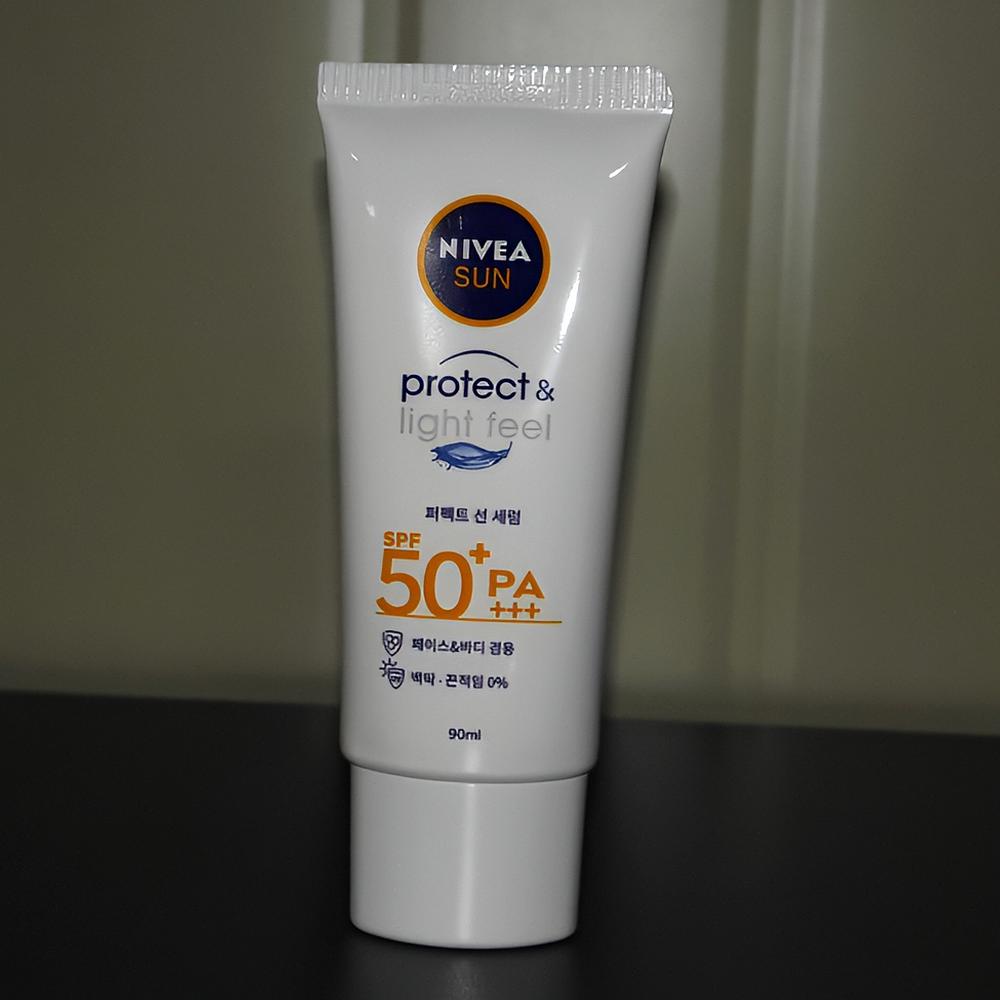 NIVEA
SUN
protect &
light feel
퍼펙트 선 세럼
SPF
50+ PA
+++
페이스&바디 겸용
백탁 · 끈적임 0%
90ml